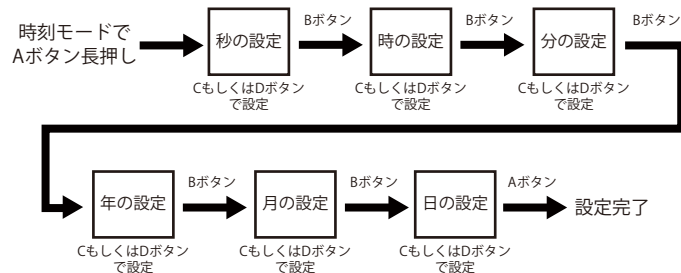 時刻モードで
Aボタン長押し
秒の設定
CもしくはDボタン
で設定
Bボタン
時の設定
CもしくはDボタン
で設定
Bボタン
分の設定
CもしくはDボタン
で設定
Bボタン
年の設定
CもしくはDボタン
で設定
Bボタン
月の設定
CもしくはDボタン
で設定
Bボタン
日の設定
CもしくはDボタン
で設定
Aボタン
設定完了